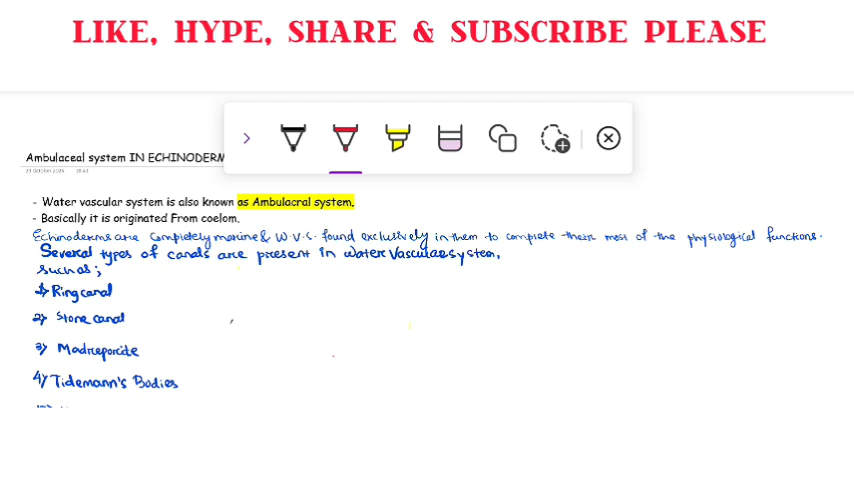 LIKE, HYPE, SHARE & SUBSCRIBE PLEASE
Ambulaceal system IN ECHINODERM
- Water vascular system is also known as Ambulacral system.
- Basically it is originated From coelom.
Echinoderms are completely marine & W.V.S. found exclusively in them to complete their most of the physiological functions.
Several types of canals are present in water vascular system,
such as;
1) Ring canal
2) Stone canal
3) Madreporite
4) Tidemann's Bodies